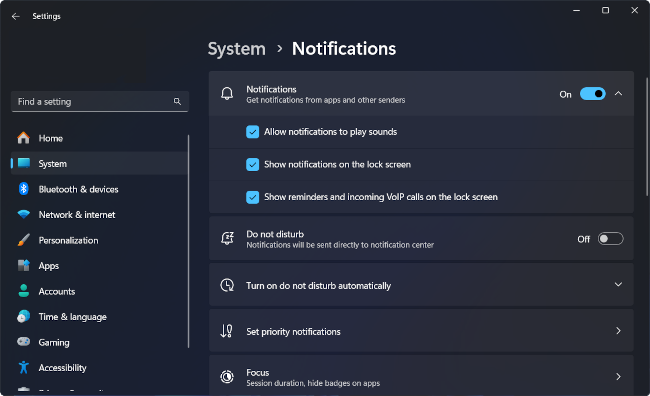 Settings
System > Notifications
Find a setting
Home
System
Bluetooth & devices
Network & internet
Personalization
Apps
Accounts
Time & language
Gaming
Accessibility
Notifications
Get notifications from apps and other senders
On
Allow notifications to play sounds
Show notifications on the lock screen
Show reminders and incoming VoIP calls on the lock screen
Do not disturb
Notifications will be sent directly to notification center
Off
Turn on do not disturb automatically
Set priority notifications
Focus
Session duration, hide badges on apps